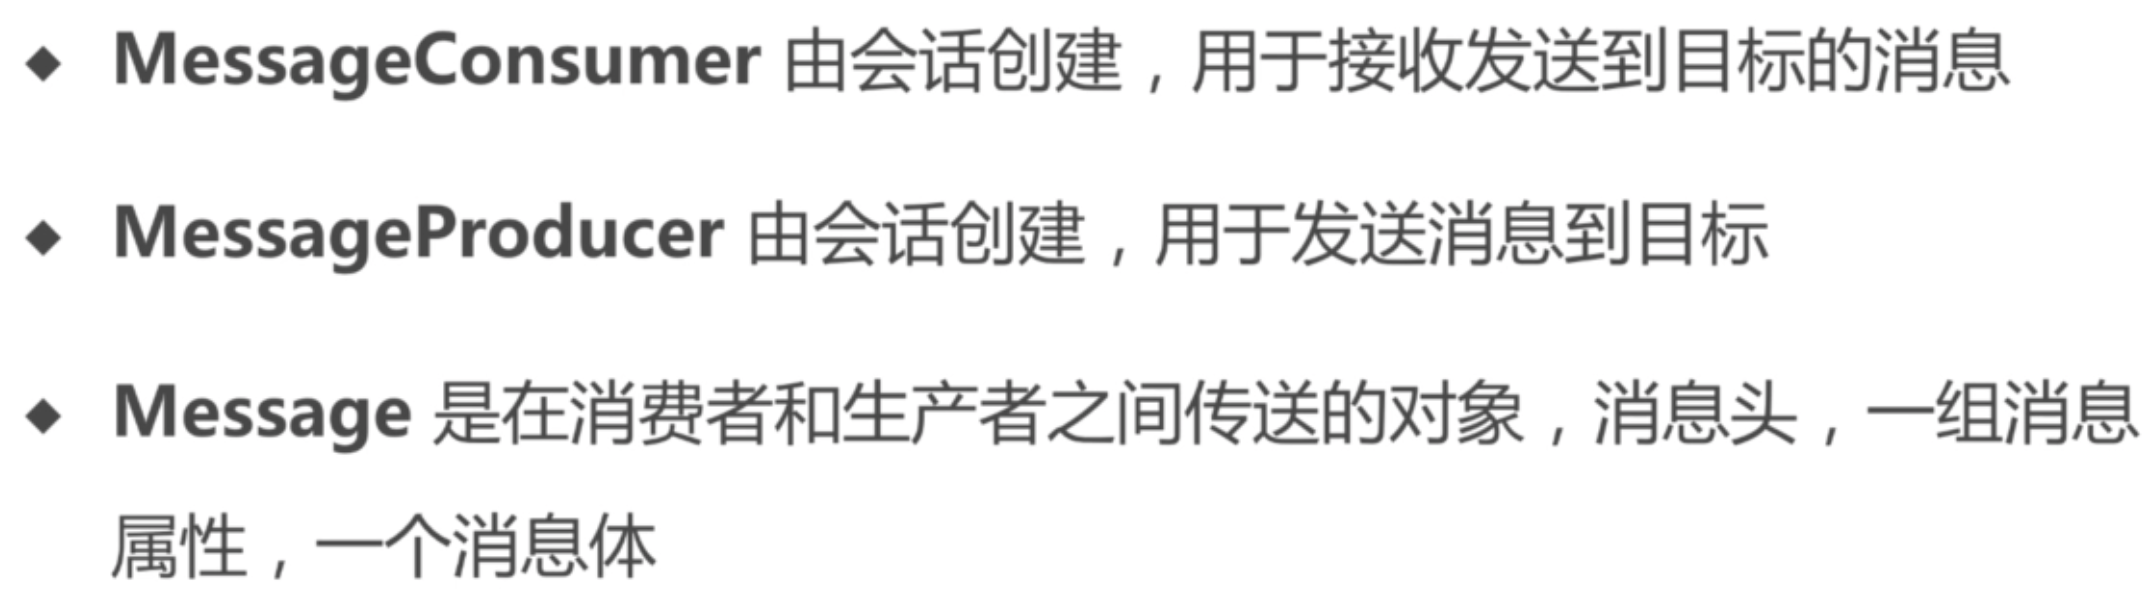 ◆ MessageConsumer 由会话创建，用于接收发送到目标的消息
◆ MessageProducer 由会话创建，用于发送消息到目标
◆ Message 是在消费者和生产者之间传送的对象，消息头，一组消息
属性，一个消息体